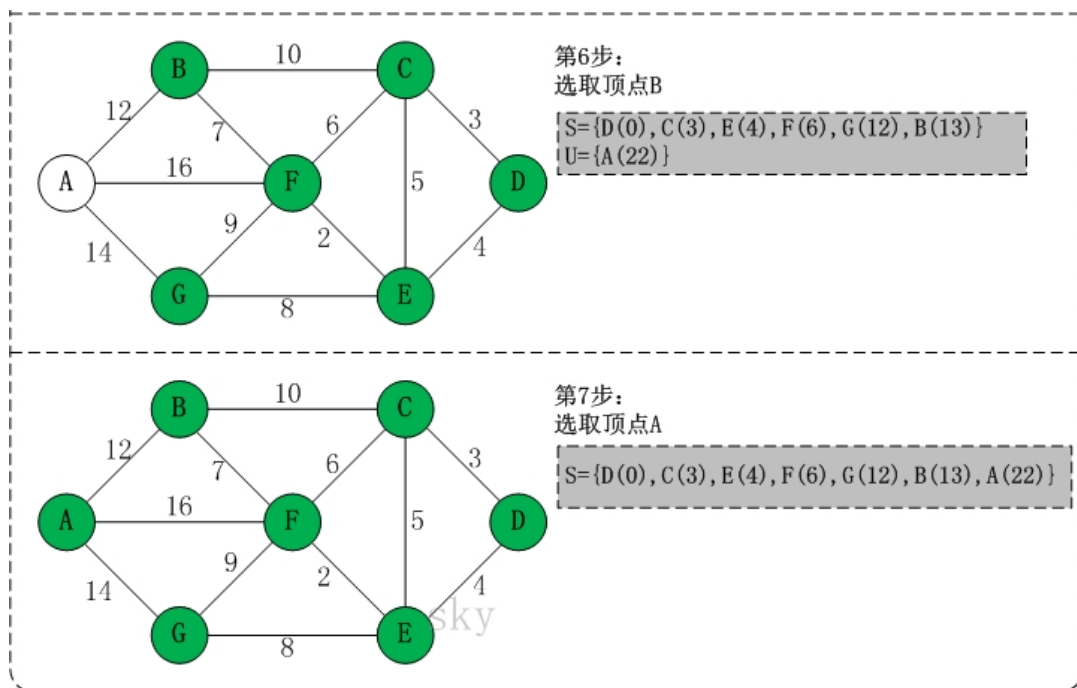 B
10
C
12
7
6
3
A
16
F
5
D
14
9
2
4
G
8
E
第6步:
选取顶点B
S={D(0),C(3),E(4),F(6),G(12),B(13)}
U={A(22)}
B
10
C
12
7
6
3
A
16
F
5
D
14
9
2
4
G
8
E
sky
第7步:
选取顶点A
S={D(0),C(3),E(4),F(6),G(12),B(13),A(22)}